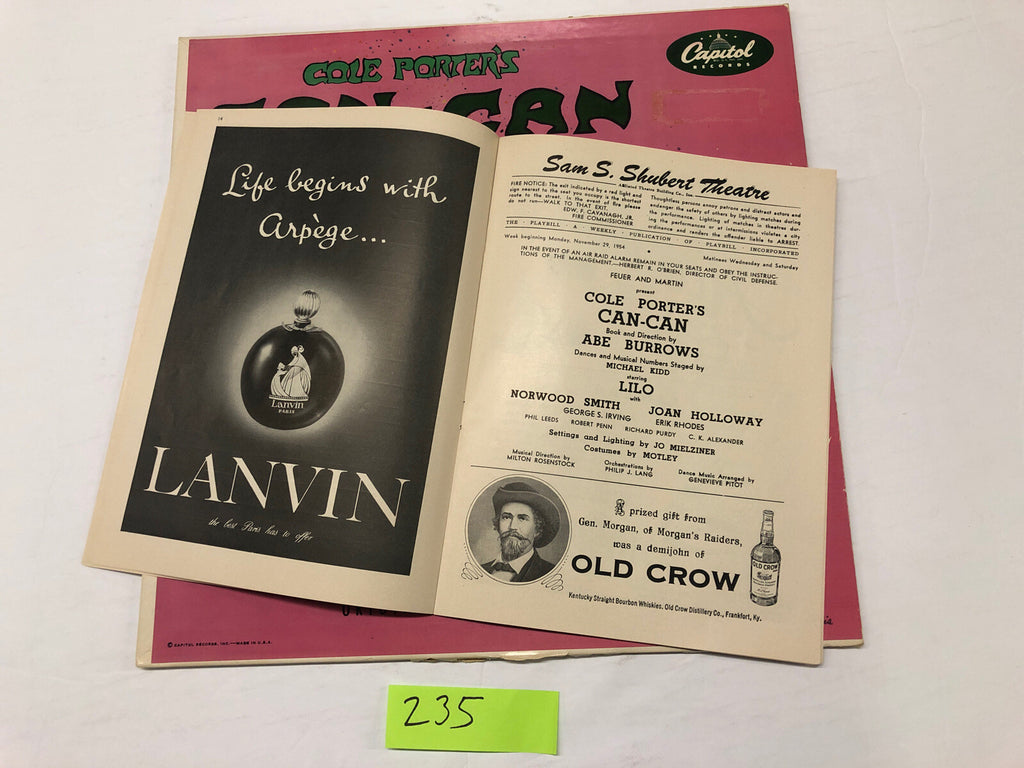 COLE PORTER'S
CAN-CAN
Capitol
RECORDS
14
Life begins with
Arpège...
Lanvin
PARIS
LANVIN
the best Paris has to offer
Sam S. Shubert Theatre
FIRE NOTICE: The exit indicated by a red light and
sign nearest to the seat you occupy is the shortest
route to the street. In the event of fire please
do not run—WALK TO THAT EXIT.
EDW. F. CAVANAGH, JR.
FIRE COMMISSIONER
Thoughtless persons annoy patrons and distract actors and
endanger the safety of others by lighting matches during
the performance. Lighting of matches in theatres dur-
ing the performances or at intermissions violates a city
ordinance and renders the offender liable to ARREST.
THE · PLAYBILL · A · WEEKLY · PUBLICATION · OF · PLAYBILL · INCORPORATED
Week beginning Monday, November 29, 1954
Matinees Wednesday and Saturday
IN THE EVENT OF AN AIR RAID ALARM REMAIN IN YOUR SEATS AND OBEY THE INSTRUC-
TIONS OF THE MANAGEMENT.—HERBERT R. O'BRIEN, DIRECTOR OF CIVIL DEFENSE.
FEUER AND MARTIN
present
COLE PORTER'S
CAN-CAN
Book and Direction by
ABE BURROWS
Dances and Musical Numbers Staged by
MICHAEL KIDD
starring
LILO
with
NORWOOD SMITH JOAN HOLLOWAY
GEORGE S. IRVING ERIK RHODES
PHIL LEEDS ROBERT PENN RICHARD PURDY C. K. ALEXANDER
Settings and Lighting by JO MIELZINER
Costumes by MOTLEY
Musical Direction by
MILTON ROSENSTOCK
Orchestrations by
PHILIP J. LANG
Dance Music Arranged by
GENEVIEVE PITOT
A prized gift from
Gen. Morgan, of Morgan's Raiders,
was a demijohn of
OLD CROW
OLD CROW
Kentucky Straight Bourbon Whiskies. Old Crow Distillery Co., Frankfort, Ky.
© CAPITOL RECORDS, INC.—MADE IN U.S.A.
235